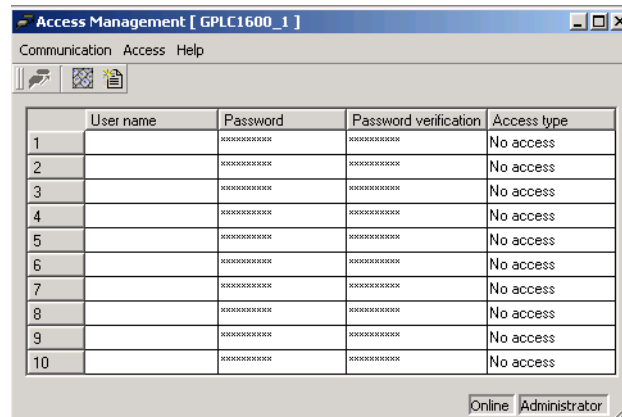 Access Management [ GPLC1600_1 ]
Communication Access Help
User name Password Password verification Access type
1 ********** ********** No access
2 ********** ********** No access
3 ********** ********** No access
4 ********** ********** No access
5 ********** ********** No access
6 ********** ********** No access
7 ********** ********** No access
8 ********** ********** No access
9 ********** ********** No access
10 ********** ********** No access
Online Administrator